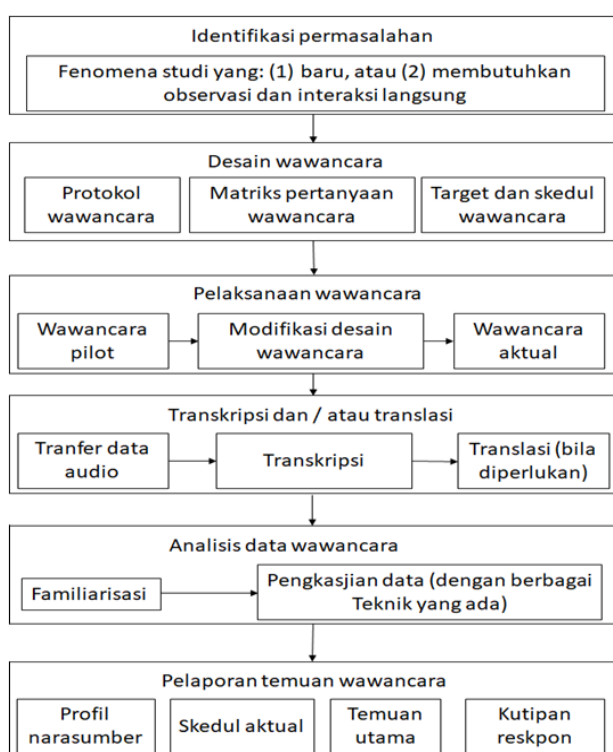 Identifikasi permasalahan
Fenomena studi yang: (1) baru, atau (2) membutuhkan
observasi dan interaksi langsung
Desain wawancara
Protokol
wawancara
Matriks pertanyaan
wawancara
Target dan skedul
wawancara
Pelaksanaan wawancara
Wawancara
pilot
Modifikasi desain
wawancara
Wawancara
aktual
Transkripsi dan / atau translasi
Tranfer data
audio
Transkripsi
Translasi (bila
diperlukan)
Analisis data wawancara
Familiarisasi
Pengkasjian data (dengan berbagai
Teknik yang ada)
Pelaporan temuan wawancara
Profil
narasumber
Skedul aktual
Temuan
utama
Kutipan
reskpon